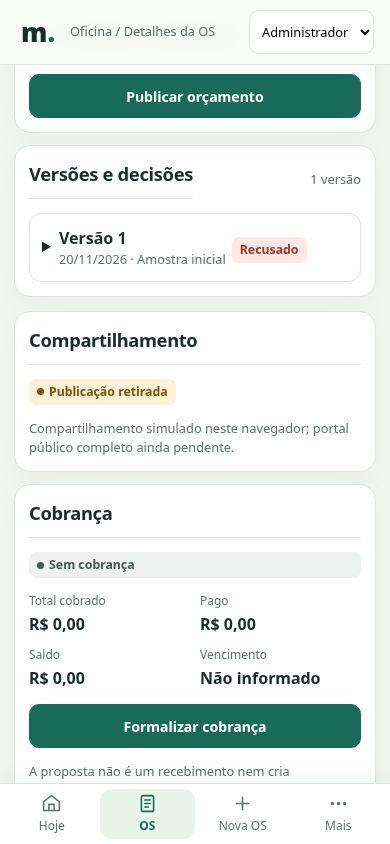 m.
Oficina / Detalhes da OS
Administrador
Publicar orçamento
Versões e decisões
1 versão
Versão 1
20/11/2026 · Amostra inicial
Recusado
Compartilhamento
Publicação retirada
Compartilhamento simulado neste navegador; portal
público completo ainda pendente.
Cobrança
Sem cobrança
Total cobrado
Pago
R$ 0,00
R$ 0,00
Saldo
Vencimento
R$ 0,00
Não informado
Formalizar cobrança
A proposta não é um recebimento nem cria
Hoje
OS
Nova OS
Mais